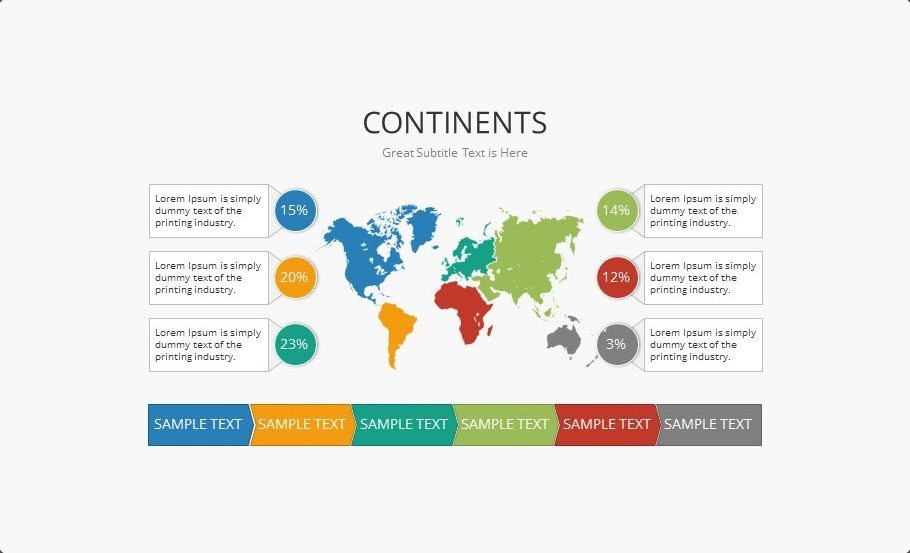 CONTINENTS
Great Subtitle Text is Here
Lorem Ipsum is simply
dummy text of the
printing industry.
15%
Lorem Ipsum is simply
dummy text of the
printing industry.
20%
Lorem Ipsum is simply
dummy text of the
printing industry.
23%
14%
Lorem Ipsum is simply
dummy text of the
printing industry.
12%
Lorem Ipsum is simply
dummy text of the
printing industry.
3%
Lorem Ipsum is simply
dummy text of the
printing industry.
SAMPLE TEXT SAMPLE TEXT SAMPLE TEXT SAMPLE TEXT SAMPLE TEXT SAMPLE TEXT